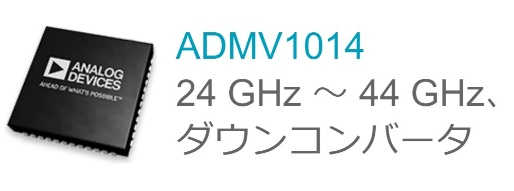 ANALOG
DEVICES
AHEAD OF WHAT'S POSSIBLE™
ADMV1014
24 GHz ～ 44 GHz、
ダウンコンバータ